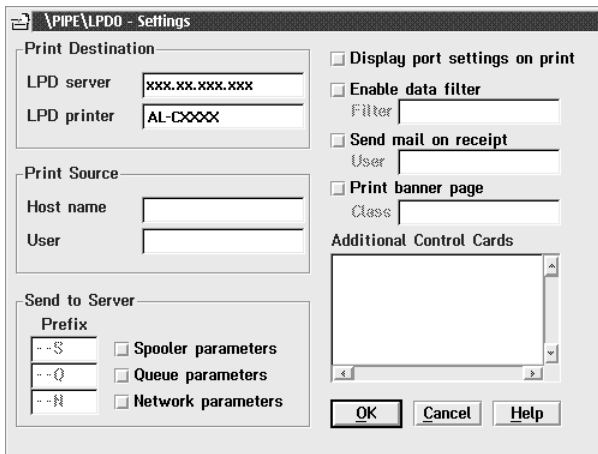 \PIPE\LPD0 - Settings
Print Destination
LPD server xxx.xx.xxx.xxx
LPD printer AL-CXXXX
Print Source
Host name
User
Send to Server
Prefix
--S Spooler parameters
--Q Queue parameters
--N Network parameters
Display port settings on print
Enable data filter
Filter
Send mail on receipt
User
Print banner page
Class
Additional Control Cards
OK Cancel Help